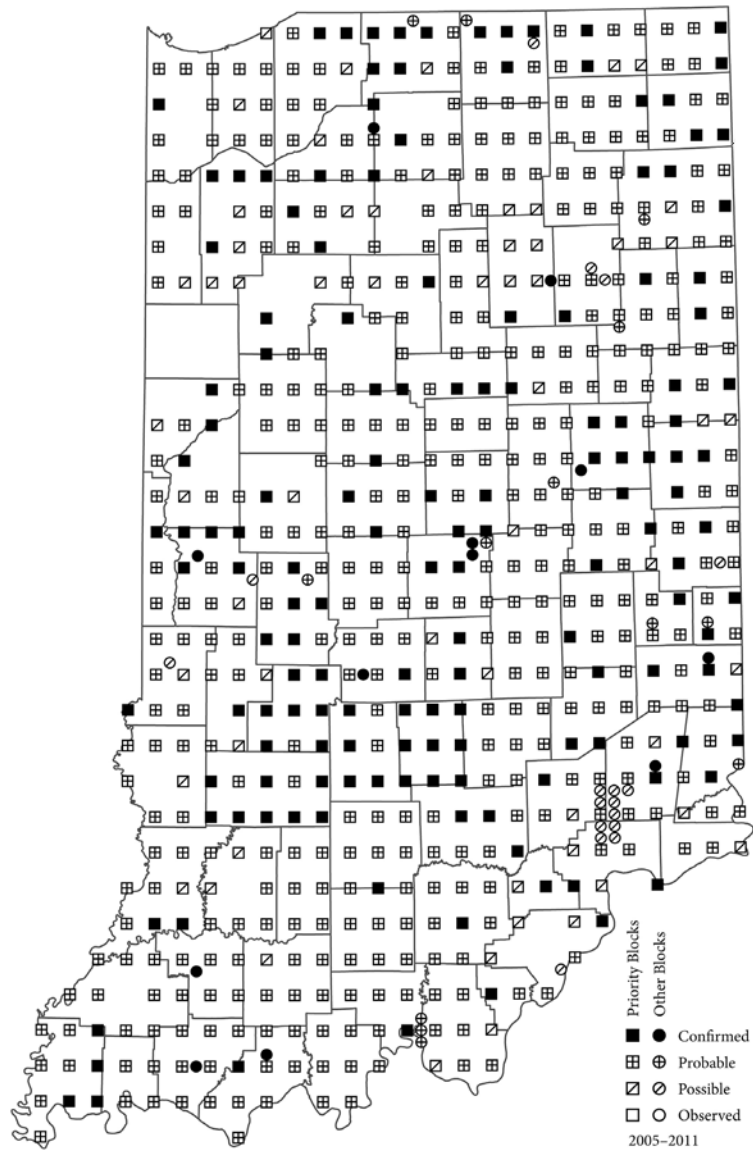 Priority Blocks
Other Blocks
Confirmed
Probable
Possible
Observed
2005–2011